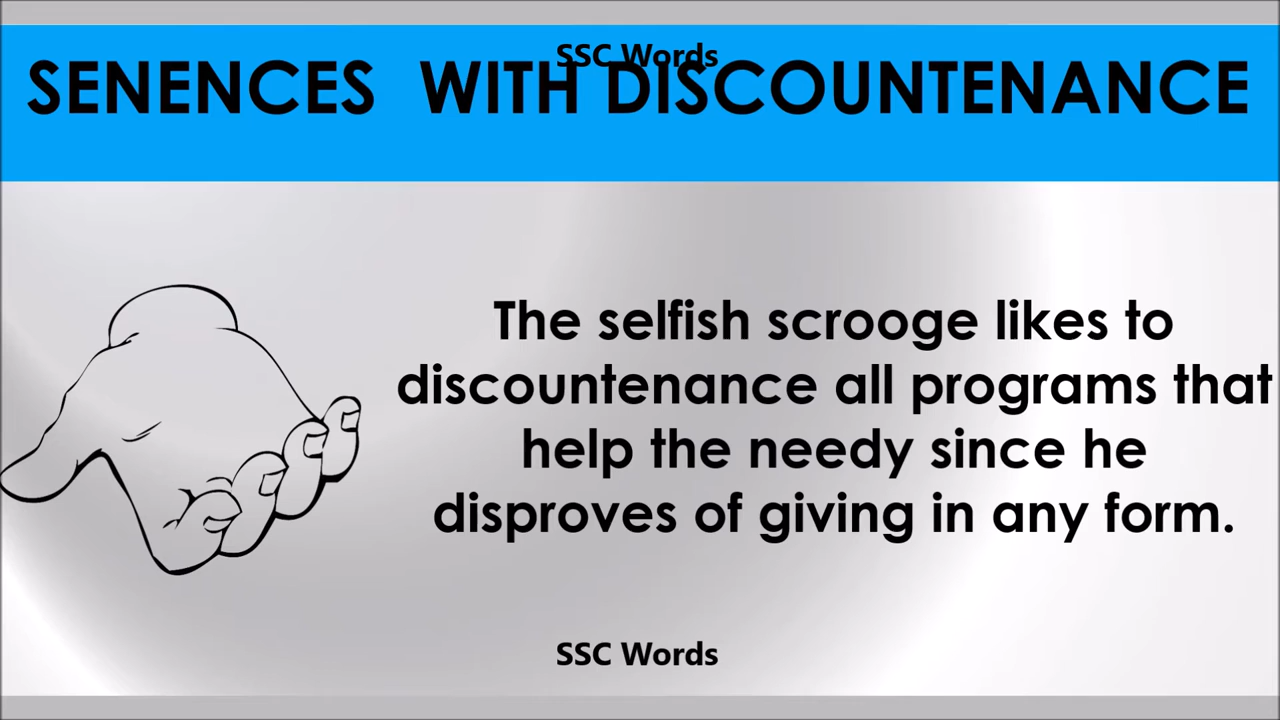 SSC Words
SENENCES WITH DISCOUNTENANCE
The selfish scrooge likes to
discountenance all programs that
help the needy since he
disproves of giving in any form.
SSC Words